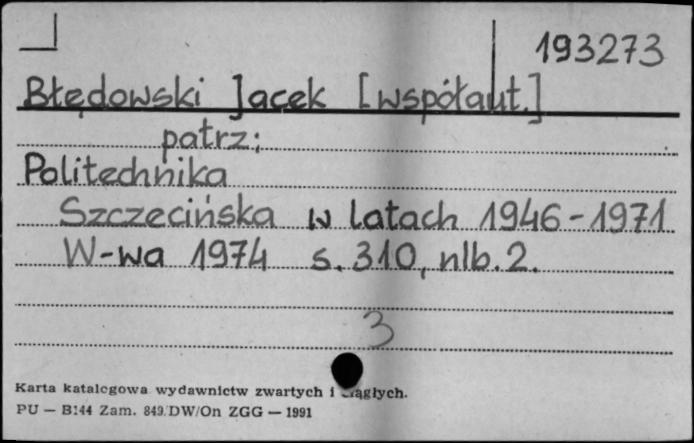 193273
Błędowski Jacek [współaut.]
patrz:
Politechnika
Szczecińska w latach 1946-1971
W-wa 1974 s. 310, nlb. 2.
3
Karta katalogowa wydawnictw zwartych i ciągłych.
PU — B144 Zam. 849/DW/On ZGG — 1991